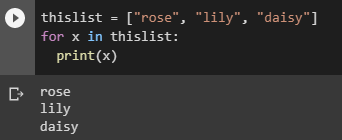 thislist = ["rose", "lily", "daisy"]
for x in thislist:
  print(x)
rose
lily
daisy